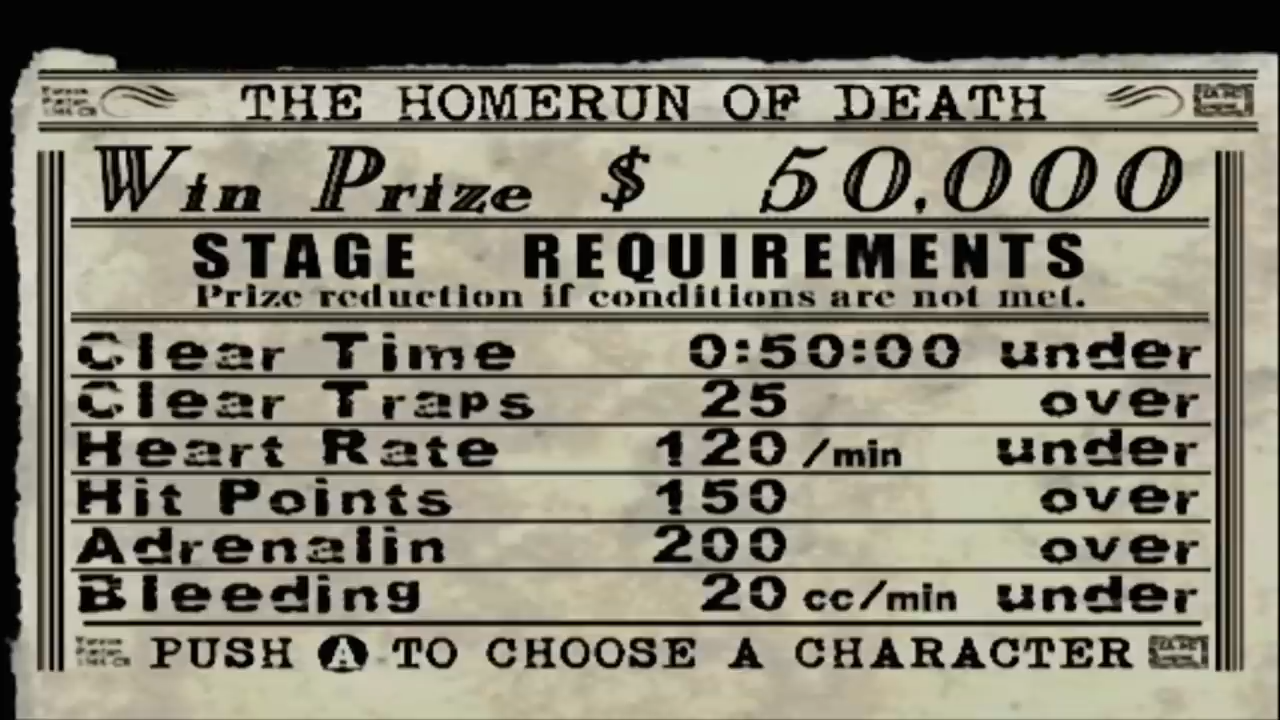 THE HOMERUN OF DEATH
Win Prize $ 50.000
STAGE REQUIREMENTS
Prize reduction if conditions are not met.
Clear Time 0:50:00 under
Clear Traps 25 over
Heart Rate 120 /min under
Hit Points 150 over
Adrenalin 200 over
Bleeding 20 cc/min under
PUSH A TO CHOOSE A CHARACTER